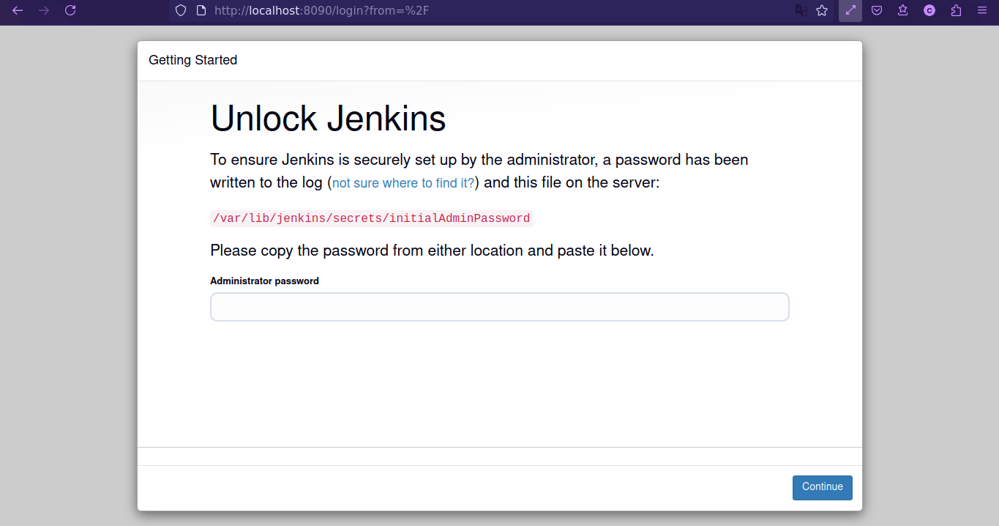 http://localhost:8090/login?from=%2F
Getting Started
Unlock Jenkins
To ensure Jenkins is securely set up by the administrator, a password has been
written to the log (not sure where to find it?) and this file on the server:
/var/lib/jenkins/secrets/initialAdminPassword
Please copy the password from either location and paste it below.
Administrator password
Continue